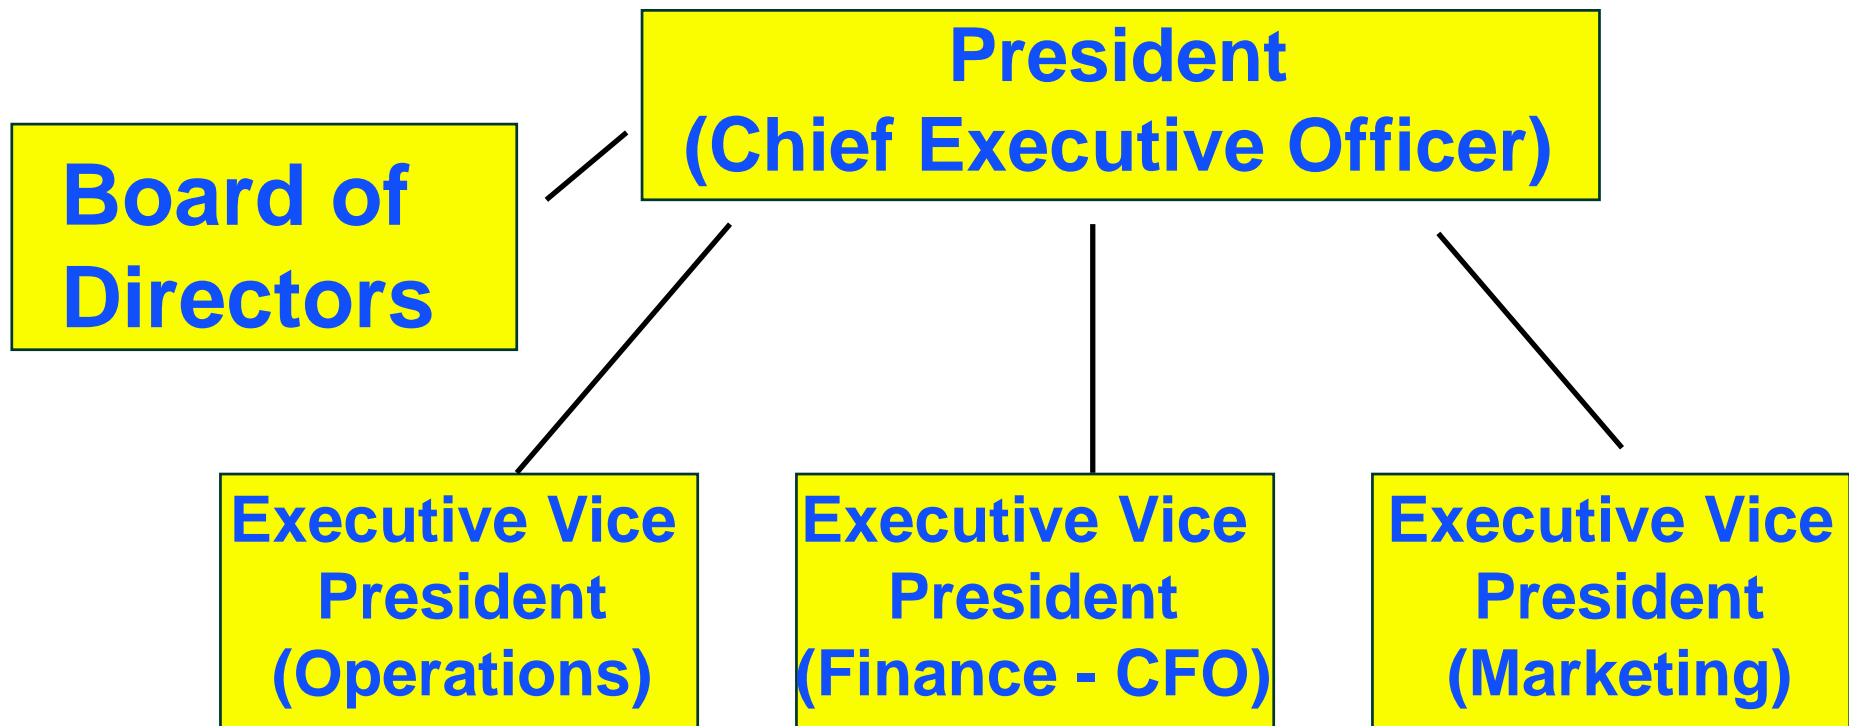 President
(Chief Executive Officer)
Board of
Directors
Executive Vice
President
(Operations)
Executive Vice
President
(Finance - CFO)
Executive Vice
President
(Marketing)